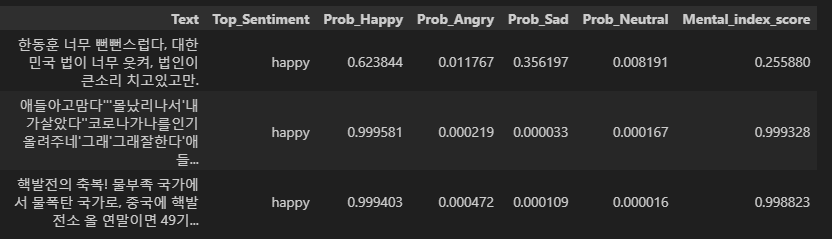 Text Top_Sentiment Prob_Happy Prob_Angry Prob_Sad Prob_Neutral Mental_index_score
한동훈 너무 뻔뻔스럽다, 대한
민국 법이 너무 웃겨, 법인이
큰소리 치고있고만.
happy 0.623844 0.011767 0.356197 0.008191 0.255880
애들아고맘다'''몰났리나서'내
가살았다''코로나가나를인기
올려주네'그래'그래잘한다'애
들...
happy 0.999581 0.000219 0.000033 0.000167 0.999328
핵발전의 축복! 물부족 국가에
서 물폭탄 국가로, 중국에 핵발
전소 올 연말이면 49기...
happy 0.999403 0.000472 0.000109 0.000016 0.998823